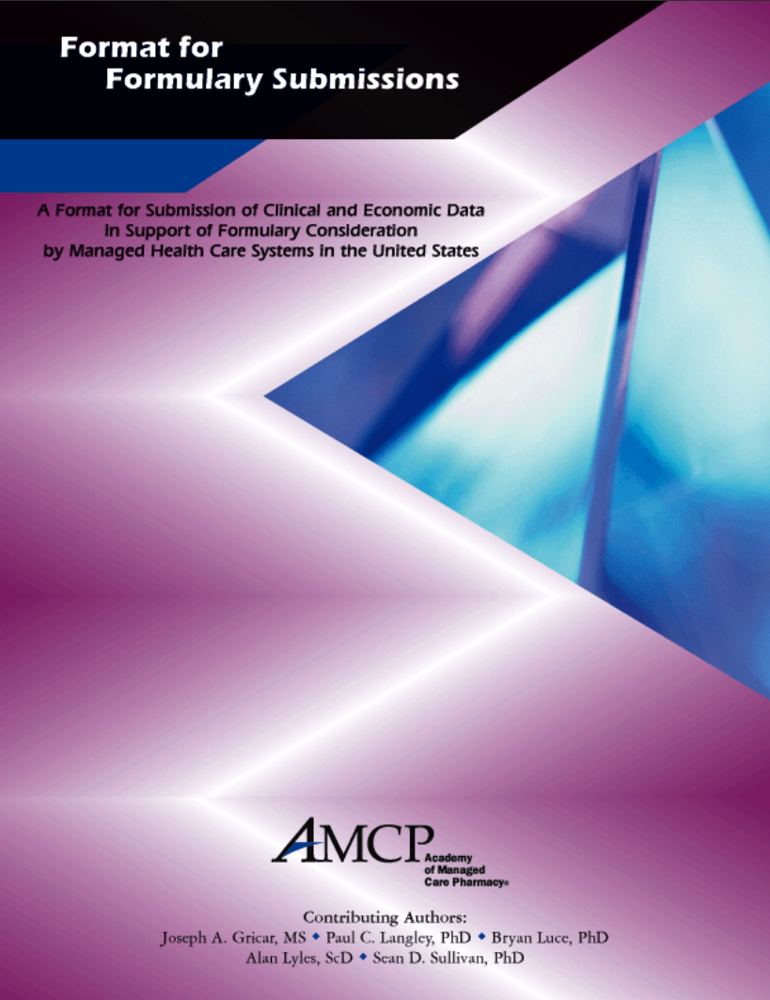 Format for
Formulary Submissions
A Format for Submission of Clinical and Economic Data
in Support of Formulary Consideration
by Managed Health Care Systems in the United States
AMCP
Academy
of Managed
Care Pharmacy®
Contributing Authors:
Joseph A. Gricar, MS ◆ Paul C. Langley, PhD ◆ Bryan Luce, PhD
Alan Lyles, ScD ◆ Sean D. Sullivan, PhD